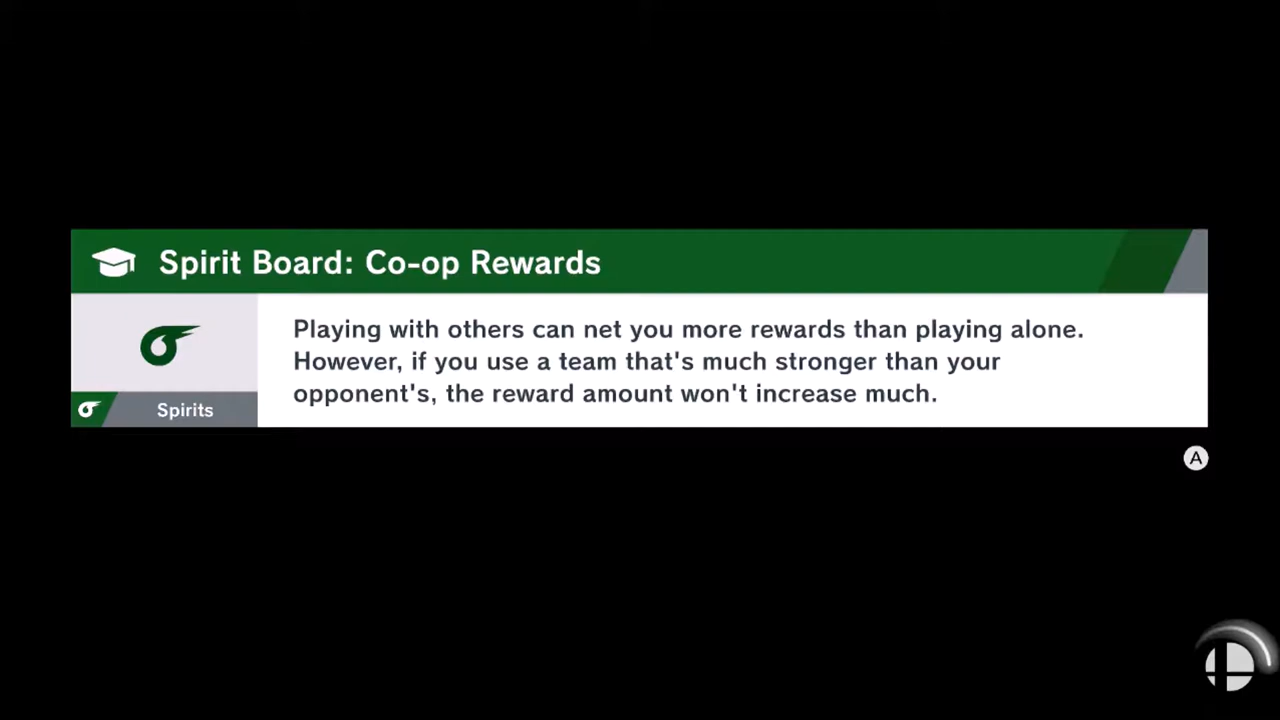 Spirit Board: Co-op Rewards
Playing with others can net you more rewards than playing alone.
However, if you use a team that's much stronger than your
opponent's, the reward amount won't increase much.
Spirits
A